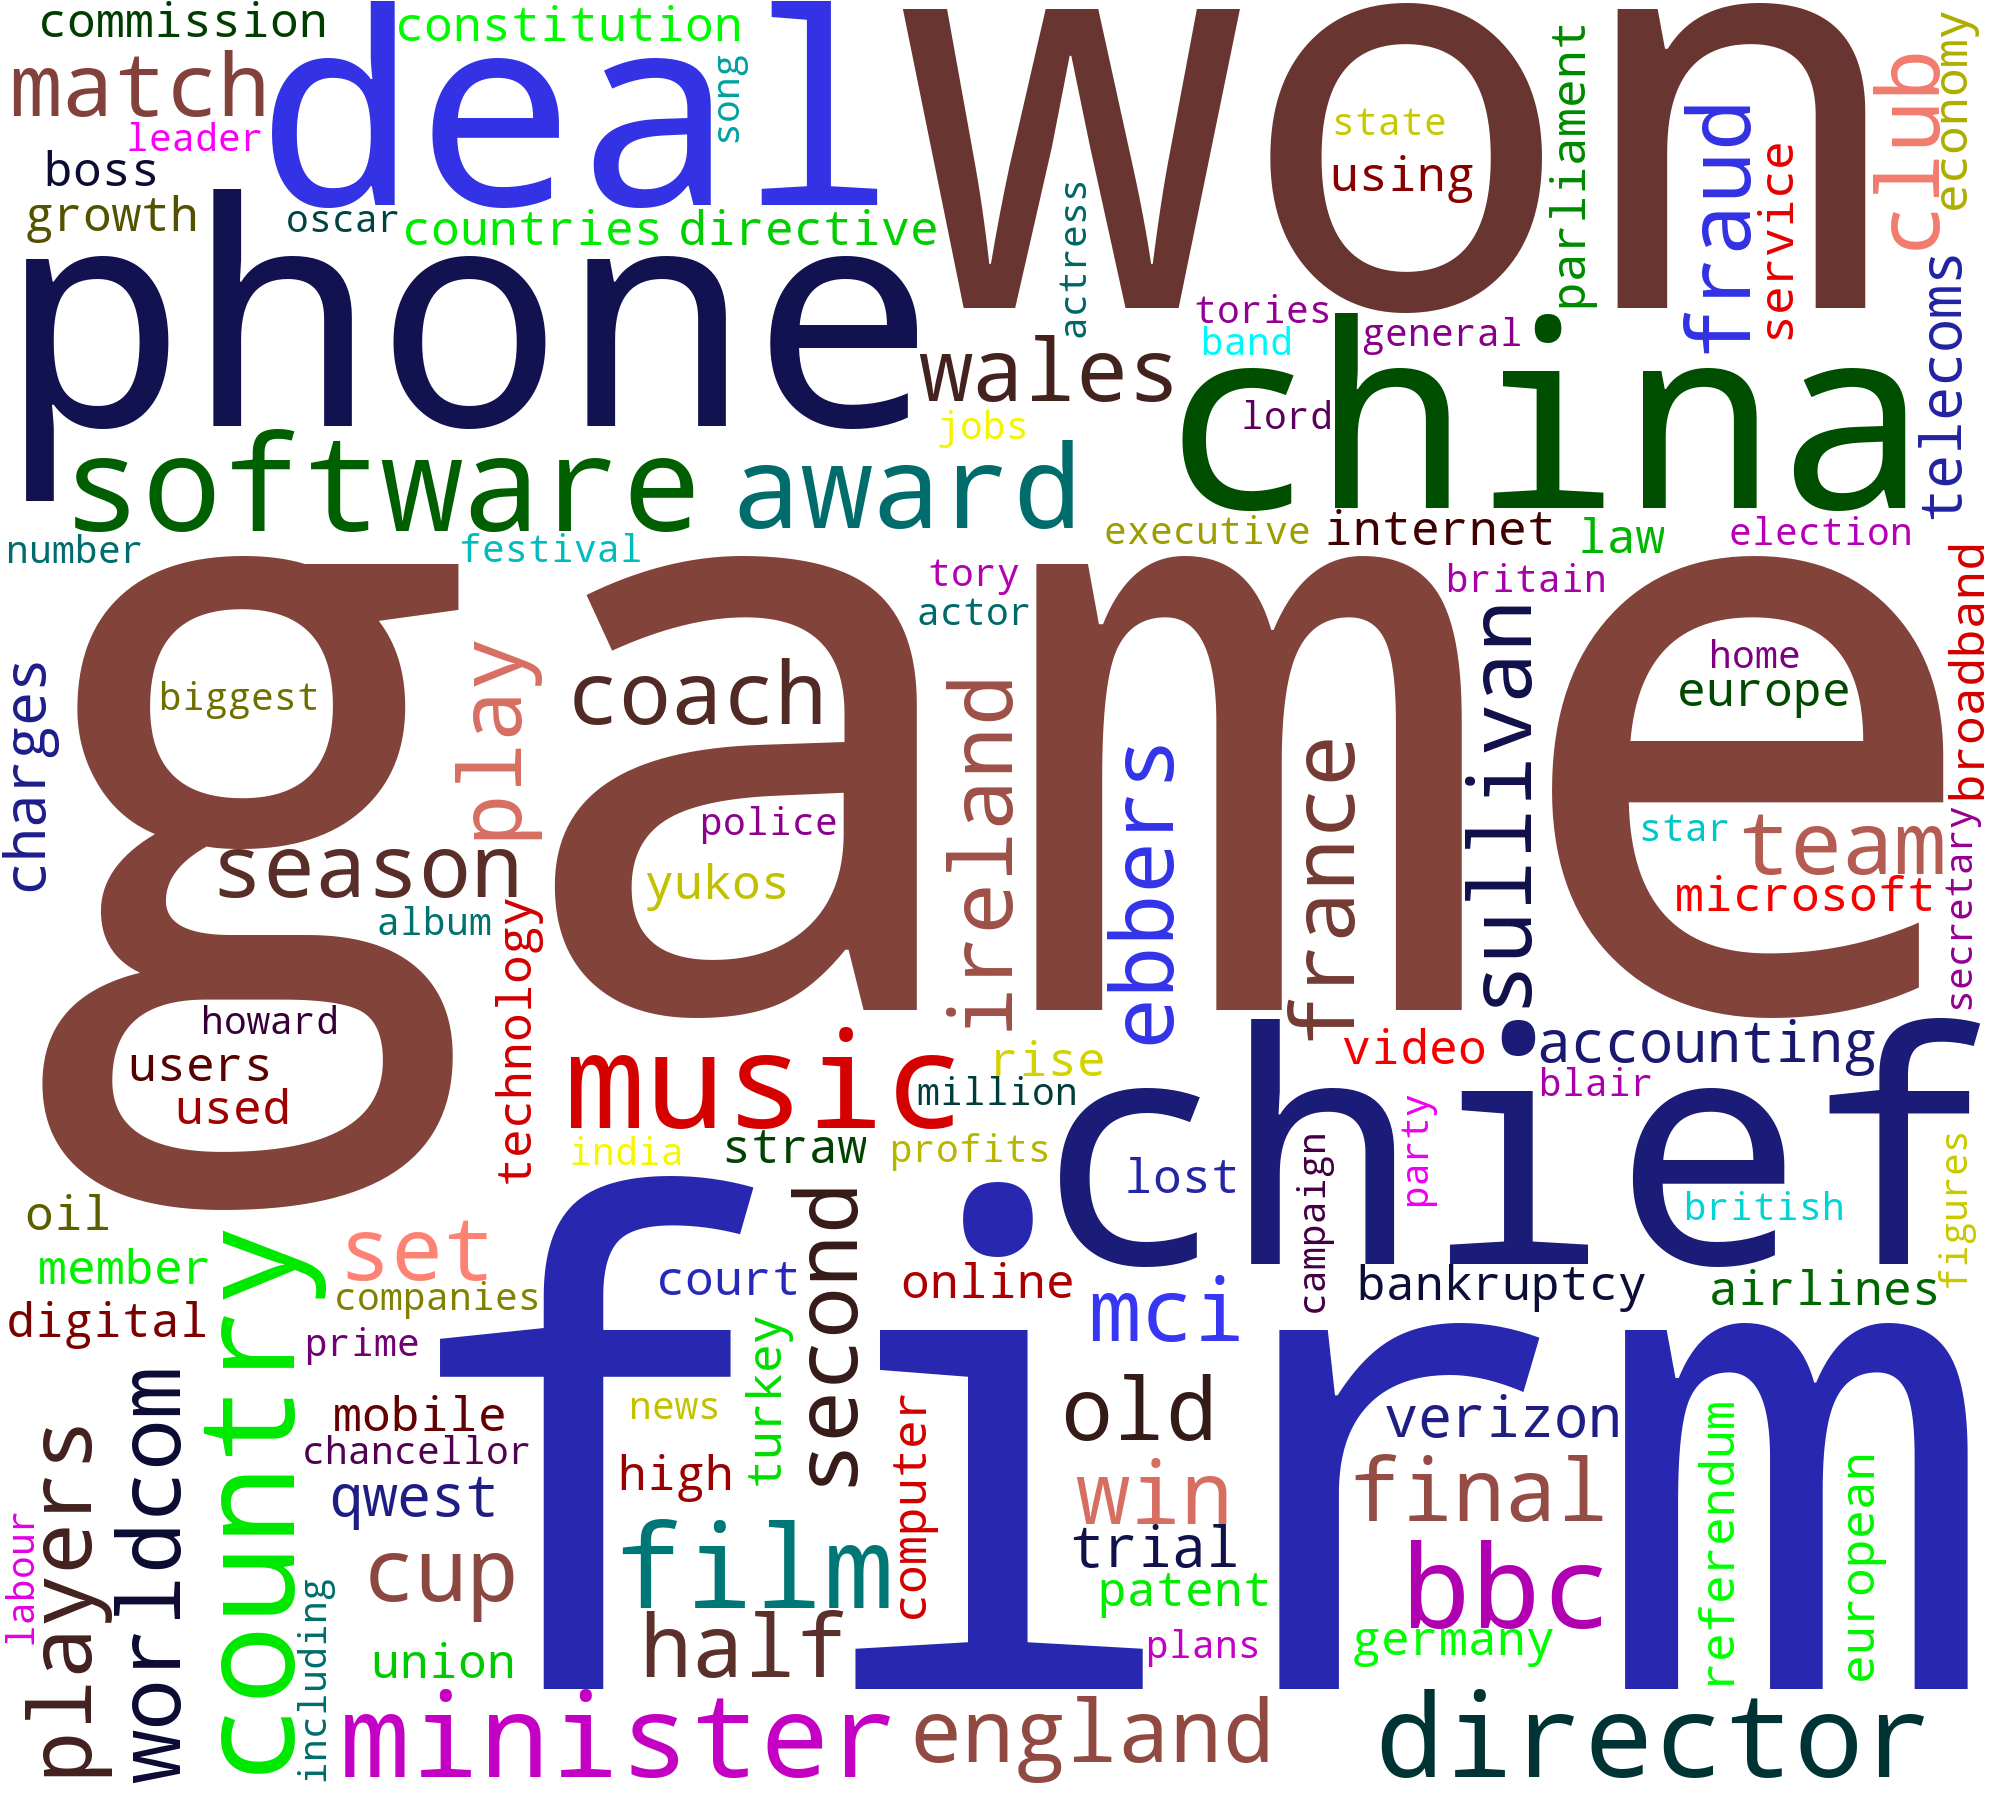 commission
constitution
deal
won
match
song
parliament
club
economy
leader
state
fraud
boss
using
service
growth
oscar
countries
directive
actress
phone
tories
band
general
telecoms
wales
china
jobs
lord
software
award
number
festival
executive
internet
law
election
tory
britain
actor
game
broadband
charges
biggest
play
coach
ireland
ebbers
france
sullivan
home
europe
police
star
team
season
yukos
microsoft
secretary
album
technology
howard
users
used
music
rise
million
video
accounting
blair
chief
india
straw
profits
lost
campaign
party
british
figures
oil
member
set
country
companies
digital
prime
court
second
online
mci
bankruptcy
airlines
firm
mobile
chancellor
qwest
news
turkey
high
computer
old
verizon
win
final
referendum
european
players
worldcom
labour
cup
film
trial
patent
bbc
including
union
half
plans
germany
minister
england
director